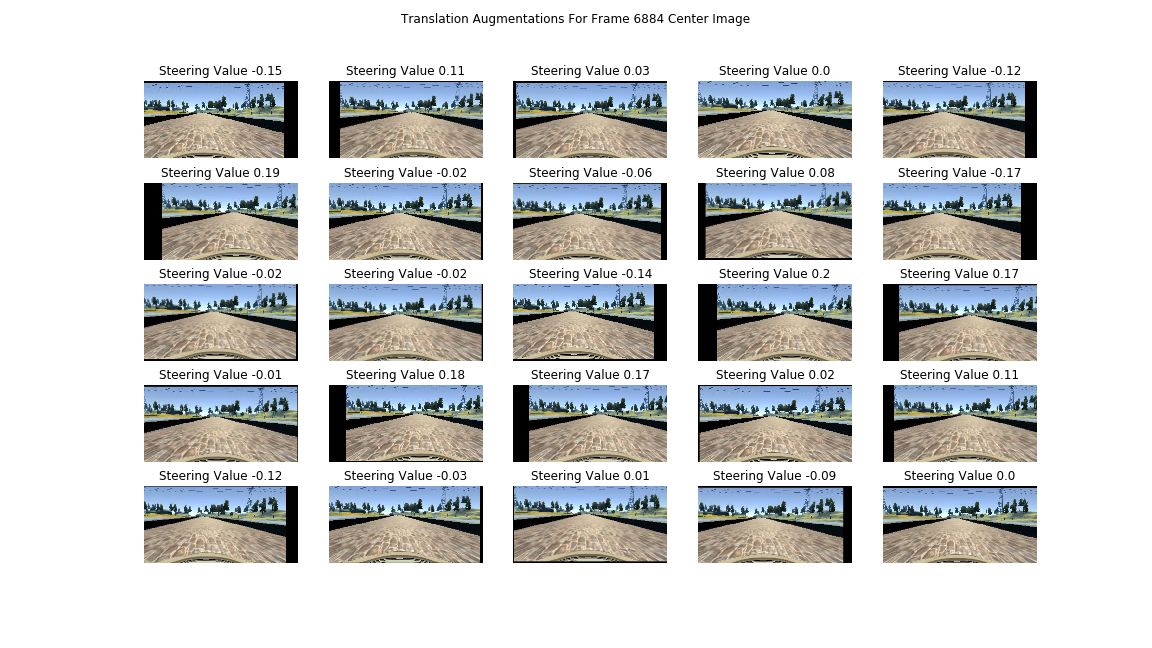 Translation Augmentations For Frame 6884 Center Image
Steering Value -0.15 Steering Value 0.11 Steering Value 0.03 Steering Value 0.0 Steering Value -0.12
Steering Value 0.19 Steering Value -0.02 Steering Value -0.06 Steering Value 0.08 Steering Value -0.17
Steering Value -0.02 Steering Value -0.02 Steering Value -0.14 Steering Value 0.2 Steering Value 0.17
Steering Value -0.01 Steering Value 0.18 Steering Value 0.17 Steering Value 0.02 Steering Value 0.11
Steering Value -0.12 Steering Value -0.03 Steering Value 0.01 Steering Value -0.09 Steering Value 0.0